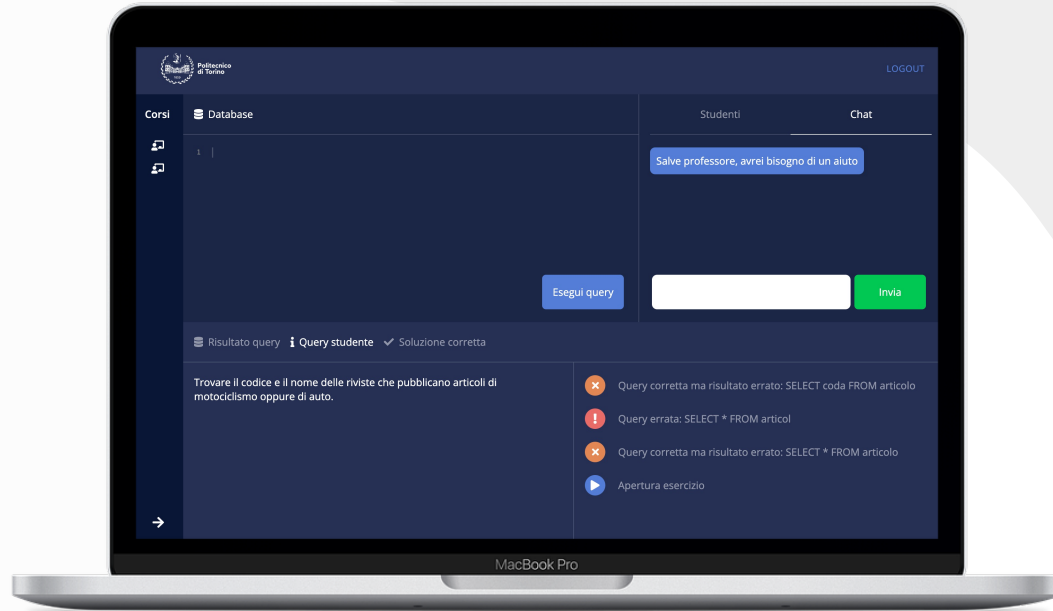 Politecnico
di Torino
LOGOUT
Corsi
Database
Studenti
Chat
1
Salve professore, avrei bisogno di un aiuto
Esegui query
Invia
Risultato query
Query studente
Soluzione corretta
Trovare il codice e il nome delle riviste che pubblicano articoli di
motociclismo oppure di auto.
Query corretta ma risultato errato: SELECT coda FROM articolo
Query errata: SELECT * FROM articol
Query corretta ma risultato errato: SELECT * FROM articolo
Apertura esercizio
MacBook Pro